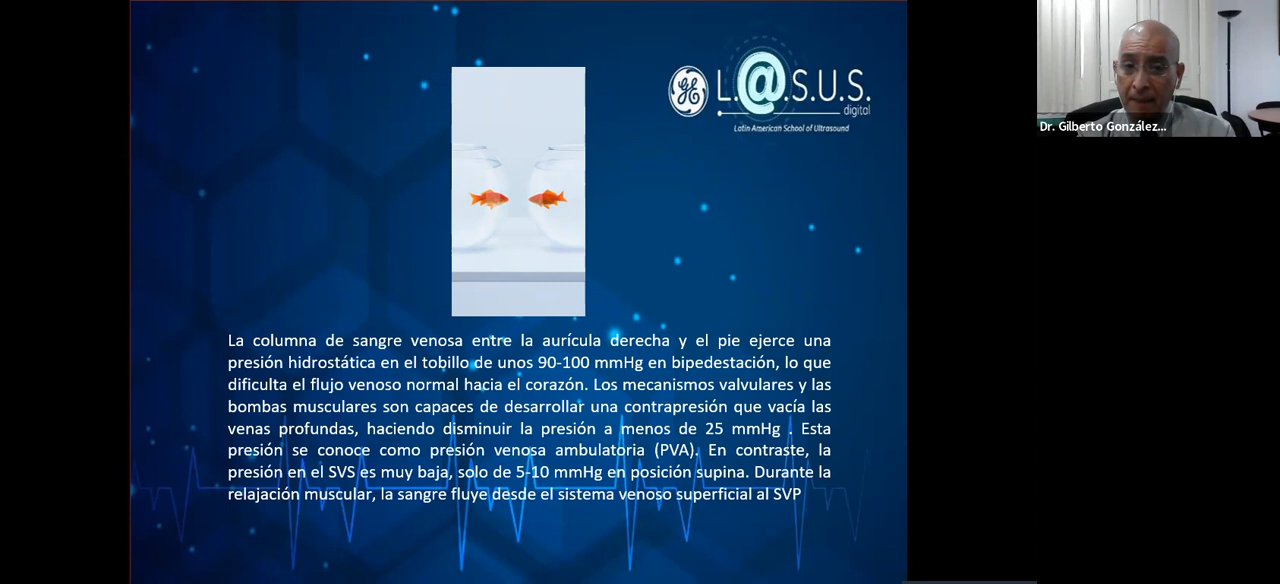 GE L.@.S.U.S.
digital
Latin American School of Ultrasound
Dr. Gilberto González...
La columna de sangre venosa entre la aurícula derecha y el pie ejerce una
presión hidrostática en el tobillo de unos 90-100 mmHg en bipedestación, lo que
dificulta el flujo venoso normal hacia el corazón. Los mecanismos valvulares y las
bombas musculares son capaces de desarrollar una contrapresión que vacía las
venas profundas, haciendo disminuir la presión a menos de 25 mmHg . Esta
presión se conoce como presión venosa ambulatoria (PVA). En contraste, la
presión en el SVS es muy baja, solo de 5-10 mmHg en posición supina. Durante la
relajación muscular, la sangre fluye desde el sistema venoso superficial al SVP